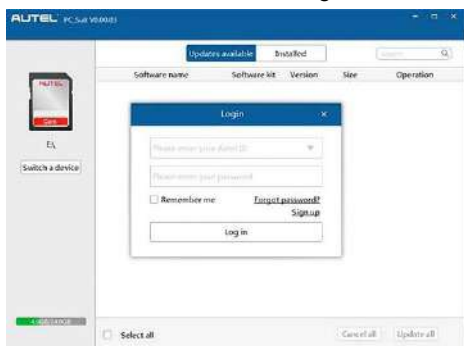 AUTEL PC Suit V0.00.03
Updates available Installed
Software name Software kit Version Size Operation
AUTEL
Login ×
Please enter your Autel ID
Please enter your password
Remember me Forgot password?
Sign up
Log in
Switch a device
Select all Cancel all Update all